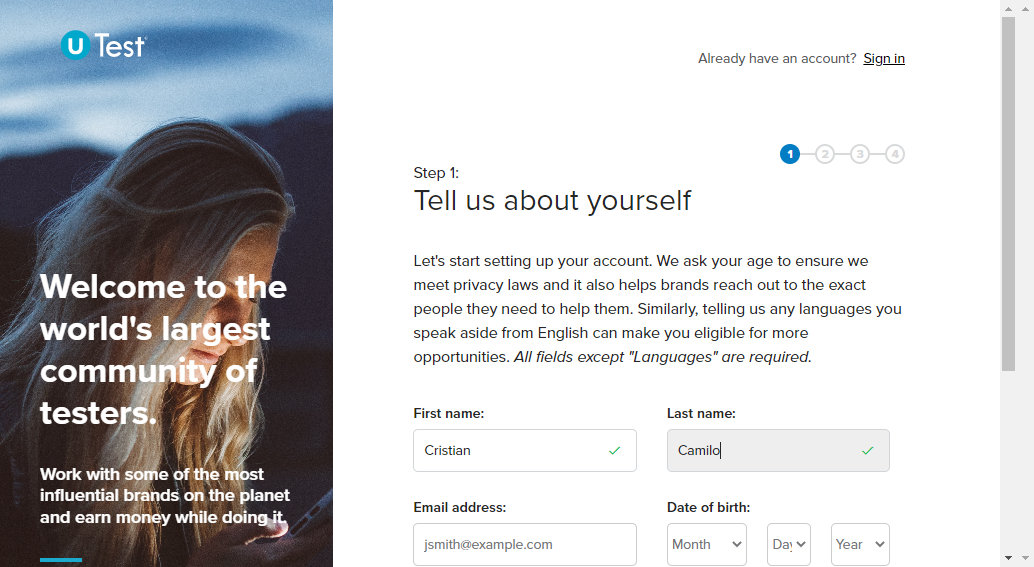 U Test
Already have an account? Sign in
1 2 3 4
Step 1:
Tell us about yourself
Let's start setting up your account. We ask your age to ensure we
meet privacy laws and it also helps brands reach out to the exact
people they need to help them. Similarly, telling us any languages you
speak aside from English can make you eligible for more
opportunities. All fields except "Languages" are required.
First name: Last name:
Cristian Camilo
Email address: Date of birth:
jsmith@example.com Month Day Year
Welcome to the
world's largest
community of
testers.
Work with some of the most
influential brands on the planet
and earn money while doing it.